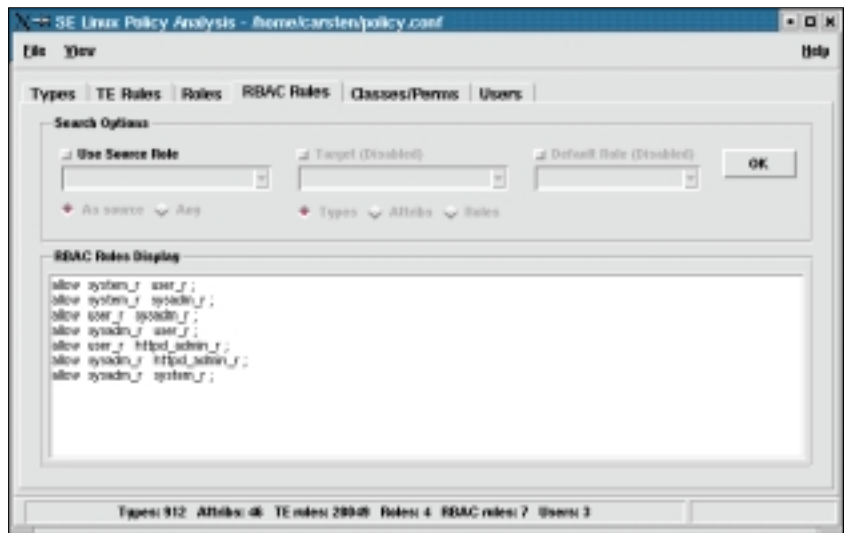 SE Linux Policy Analysis - /home/carsten/policy.conf
File View Help
Types TE Rules Roles RBAC Rules Classes/Perms Users
Search Options
Use Source Role Target (Disabled) Default Role (Disabled)
OK
As source Any Types Attribs Roles
RBAC Rules Display
allow system_r user_r ;
allow system_r sysadm_r ;
allow user_r sysadm_r ;
allow sysadm_r user_r ;
allow user_r httpd_admin_r ;
allow sysadm_r httpd_admin_r ;
allow sysadm_r system_r ;
Types: 912 Attribs: 46 TE rules: 20049 Roles: 4 RBAC rules: 7 Users: 3